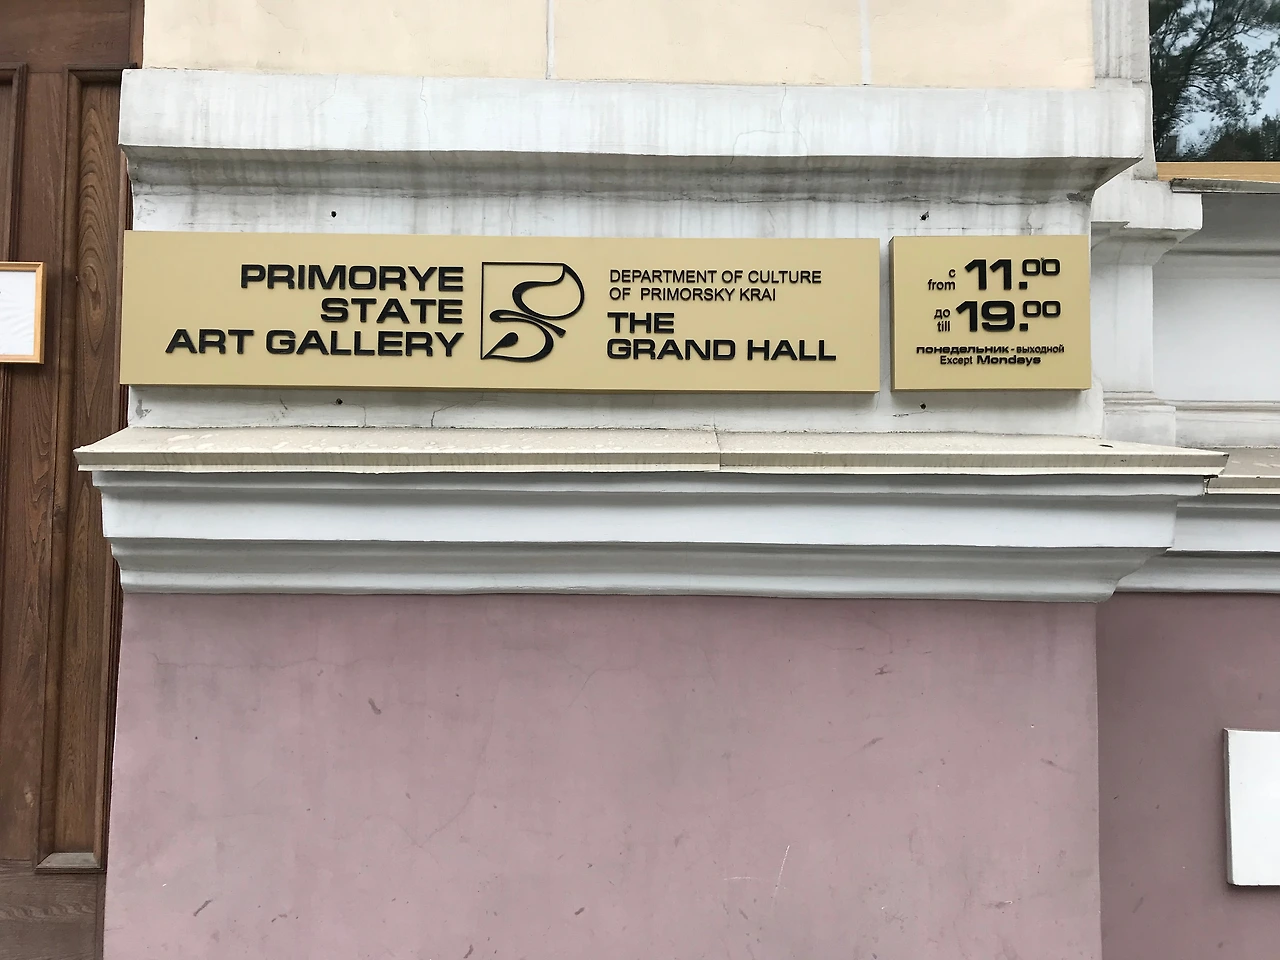 PRIMORYE
STATE
ART GALLERY
DEPARTMENT OF CULTURE
OF PRIMORSKY KRAI
THE
GRAND HALL
с
from 11.00
до
till 19.00
понедельник - выходной
Except Mondays